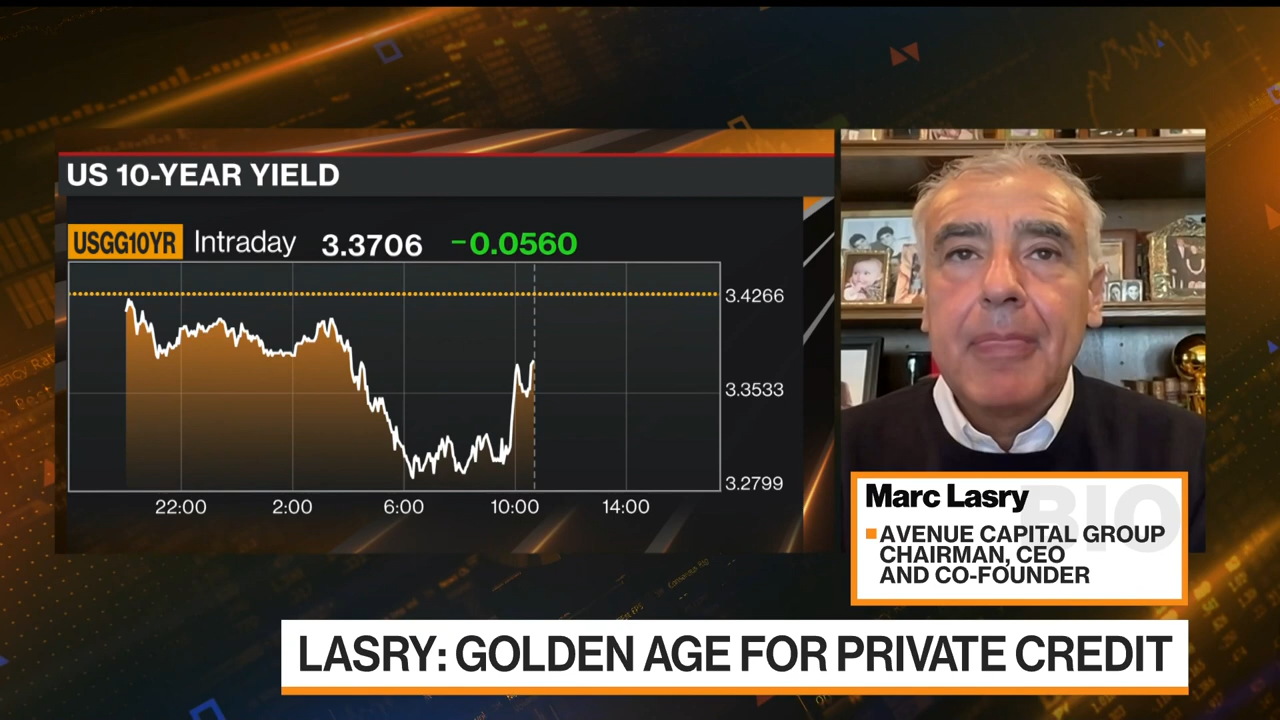 US 10-YEAR YIELD
USGG10YR Intraday 3.3706 -0.0560
3.4266
3.3533
3.2799
22:00 2:00 6:00 10:00 14:00
BIO
Marc Lasry
AVENUE CAPITAL GROUP
CHAIRMAN, CEO
AND CO-FOUNDER
LASRY: GOLDEN AGE FOR PRIVATE CREDIT